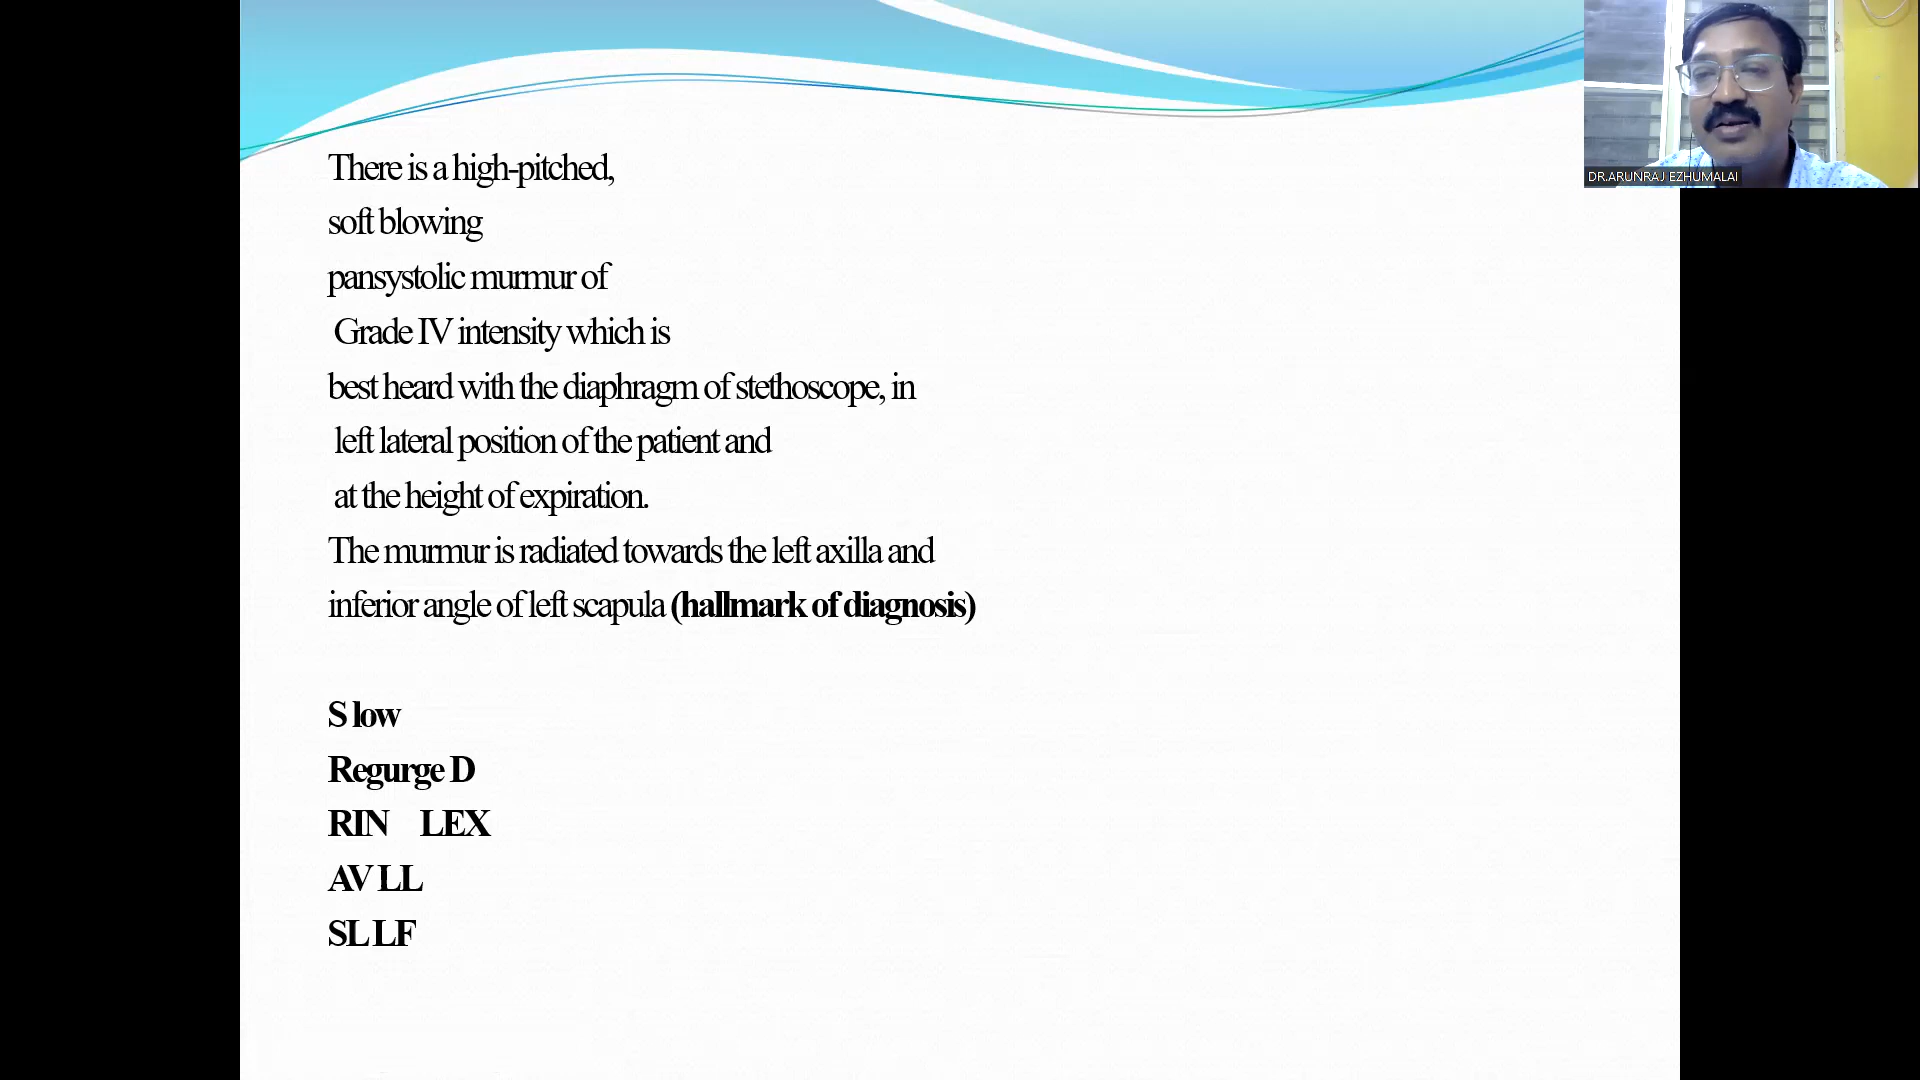 There is a high-pitched,
soft blowing
pansystolic murmur of
Grade IV intensity which is
best heard with the diaphragm of stethoscope, in
left lateral position of the patient and
at the height of expiration.
The murmur is radiated towards the left axilla and
inferior angle of left scapula (hallmark of diagnosis)
S low
Regurge D
RIN LEX
AV LL
SL LF
DR.ARUNRAJ EZHUMALAI